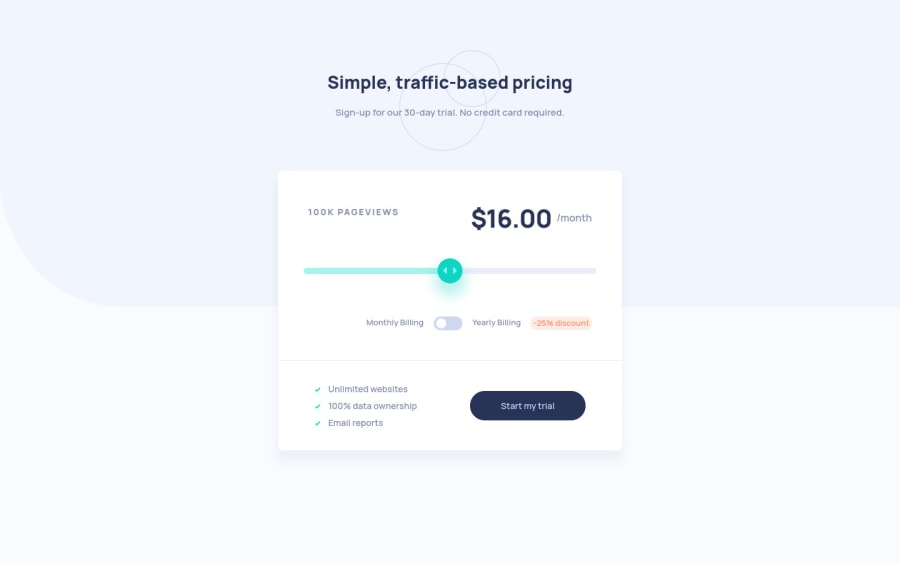 Simple, traffic-based pricing
Sign-up for our 30-day trial. No credit card required.
100K PAGEVIEWS
$16.00 /month
Monthly Billing
Yearly Billing
-25% discount
Unlimited websites
100% data ownership
Email reports
Start my trial